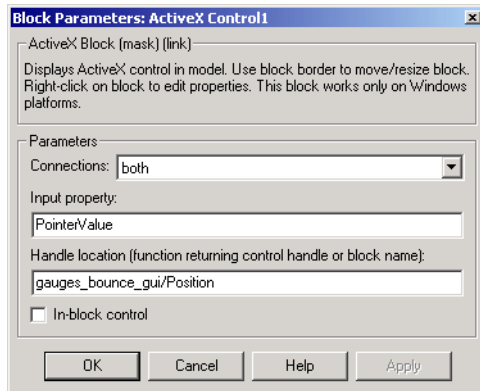 Block Parameters: ActiveX Control1
ActiveX Block (mask) (link)
Displays ActiveX control in model. Use block border to move/resize block.
Right-click on block to edit properties. This block works only on Windows
platforms.
Parameters
Connections: both
Input property:
PointerValue
Handle location (function returning control handle or block name):
gauges_bounce_gui/Position
In-block control
OK Cancel Help Apply